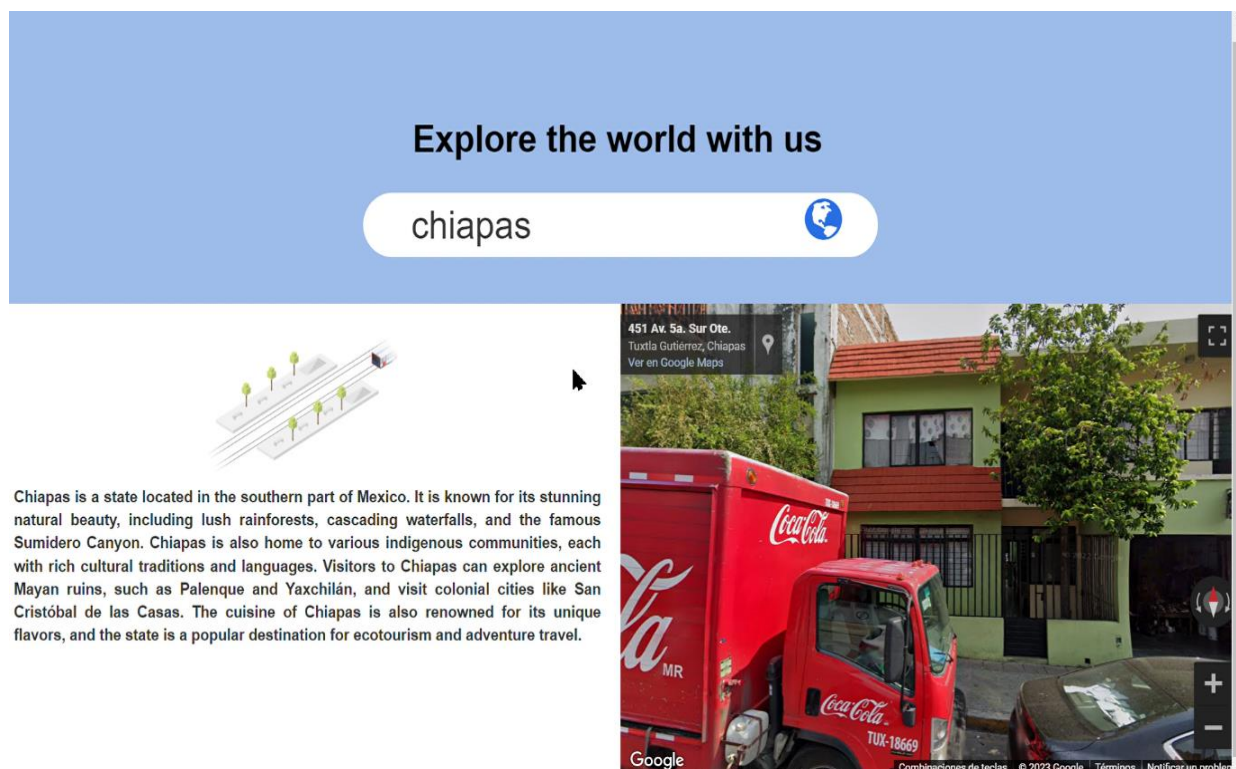 Explore the world with us
chiapas
451 Av. 5a. Sur Ote.
Tuxtla Gutiérrez, Chiapas
Ver en Google Maps
Chiapas is a state located in the southern part of Mexico. It is known for its stunning
natural beauty, including lush rainforests, cascading waterfalls, and the famous
Sumidero Canyon. Chiapas is also home to various indigenous communities, each
with rich cultural traditions and languages. Visitors to Chiapas can explore ancient
Mayan ruins, such as Palenque and Yaxchilán, and visit colonial cities like San
Cristóbal de las Casas. The cuisine of Chiapas is also renowned for its unique
flavors, and the state is a popular destination for ecotourism and adventure travel.
Coca-Cola
la
MR
Coca-Cola
TUX-18669
Google
Combinaciones de teclas © 2023 Google Términos Notificar un problem